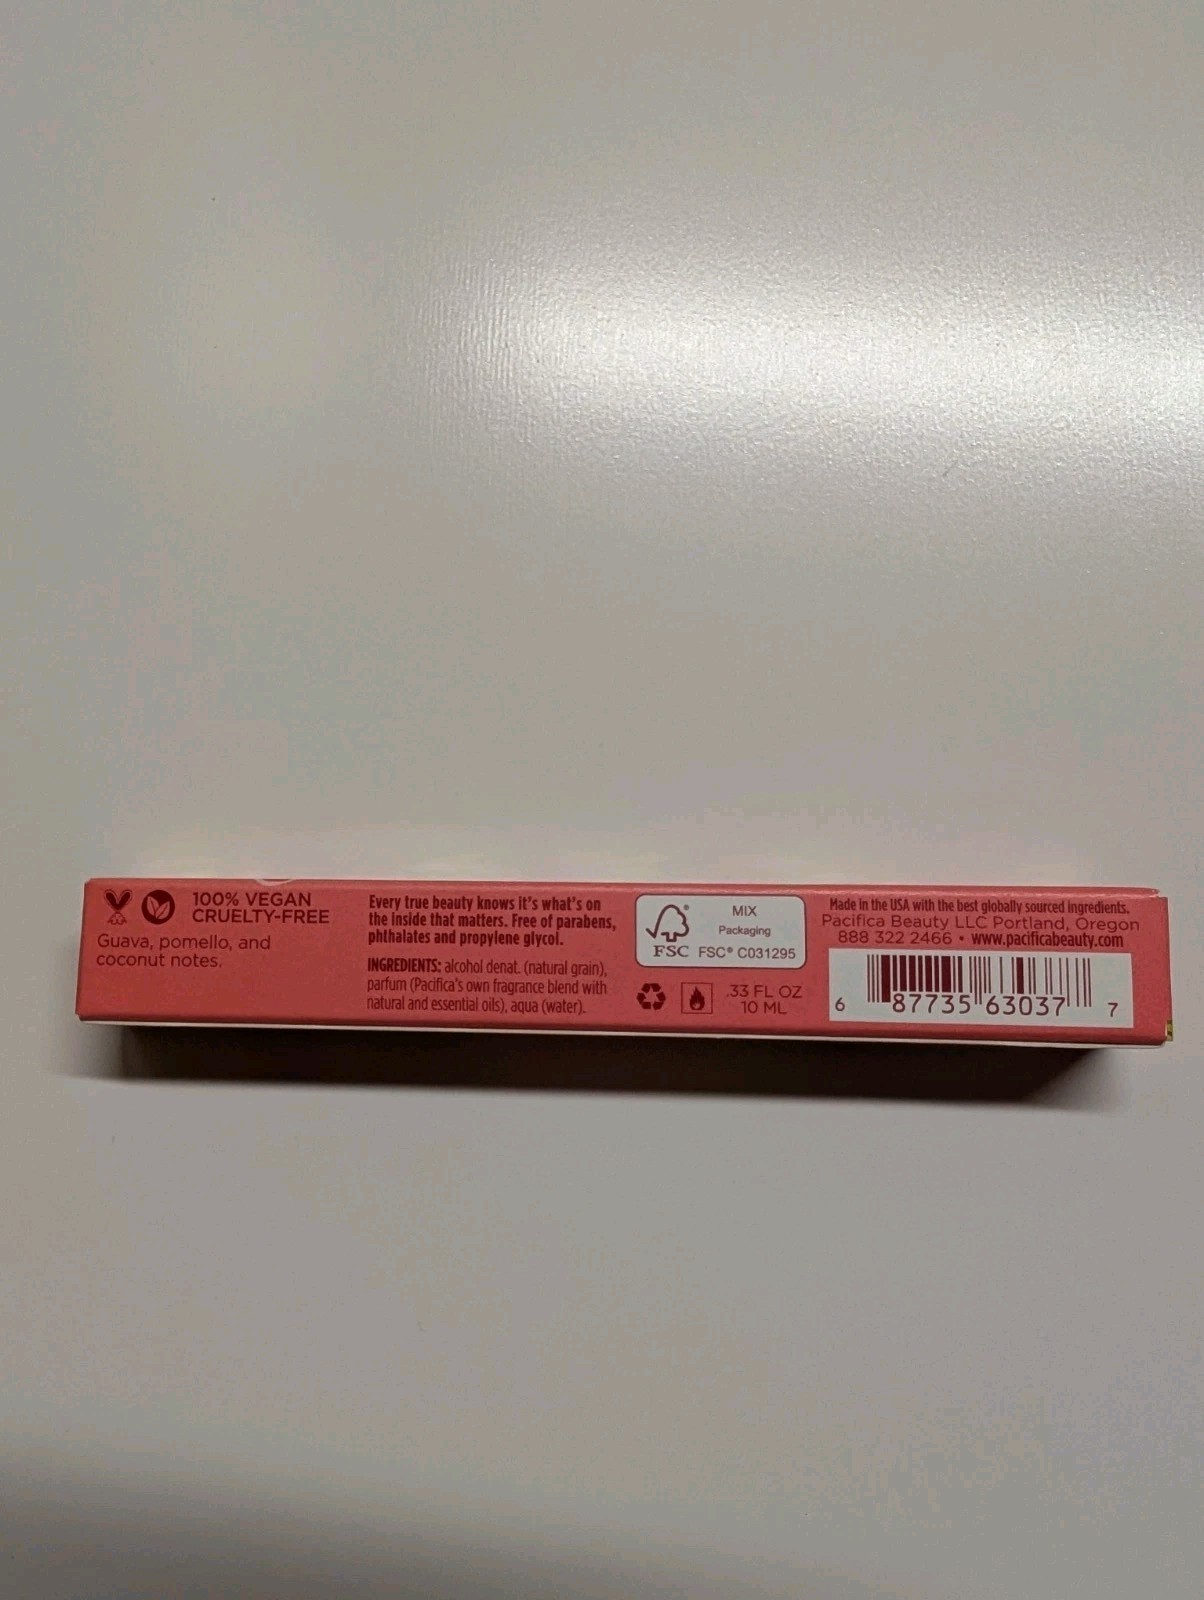 100% VEGAN
CRUELTY-FREE
Guava, pomello, and
coconut notes.
Every true beauty knows it's what's on
the inside that matters. Free of parabens,
phthalates and propylene glycol.
INGREDIENTS: alcohol denat. (natural grain),
parfum (Pacifica's own fragrance blend with
natural and essential oils), aqua (water).
MIX
Packaging
FSC FSC® C031295
.33 FL OZ
10 ML
Made in the USA with the best globally sourced ingredients.
Pacifica Beauty LLC Portland, Oregon
888 322 2466 • www.pacificabeauty.com
6 87735 63037 7